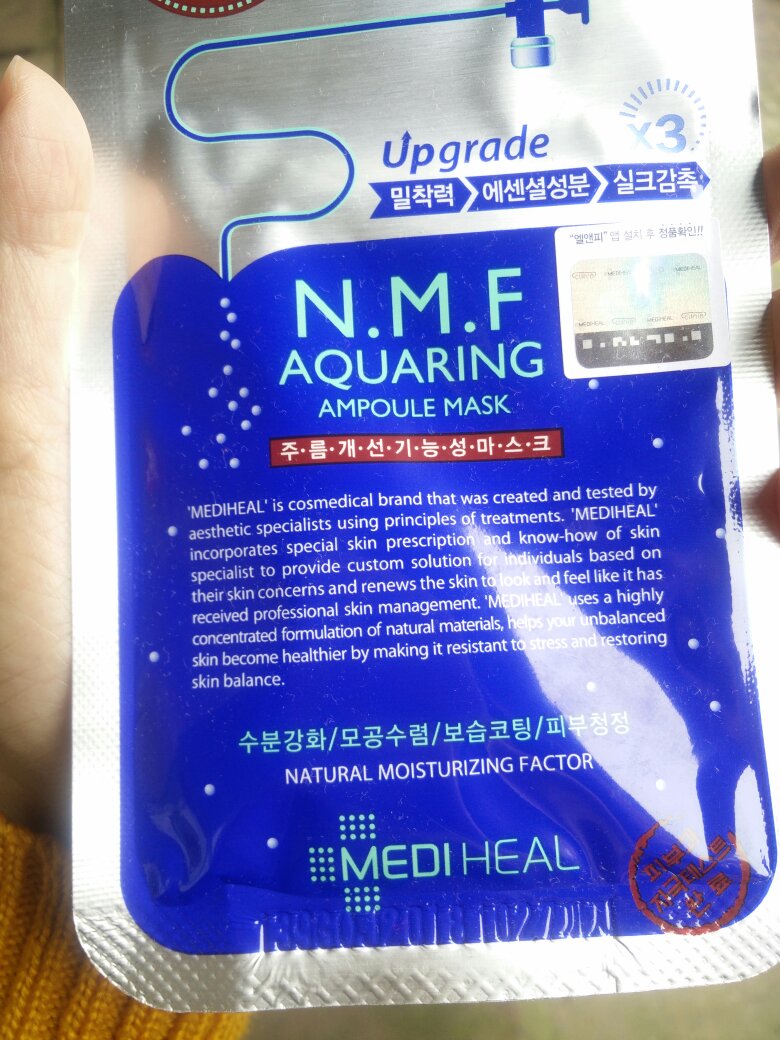 Upgrade
x3
밀착력 에센셜성분 실크감촉
"엘앤피" 앱 설치 후 정품확인!!
MEDIHEAL
MEDIHEAL MEDIHEAL
N.M.F
AQUARING
AMPOULE MASK
주·름·개·선·기·능·성·마·스·크
'MEDIHEAL' is cosmedical brand that was created and tested by
aesthetic specialists using principles of treatments. 'MEDIHEAL'
incorporates special skin prescription and know-how of skin
specialist to provide custom solution for individuals based on
their skin concerns and renews the skin to look and feel like it has
received professional skin management. 'MEDIHEAL' uses a highly
concentrated formulation of natural materials, helps your unbalanced
skin become healthier by making it resistant to stress and restoring
skin balance.
수분강화/모공수렴/보습코팅/피부청정
NATURAL MOISTURIZING FACTOR
MEDIHEAL
피부